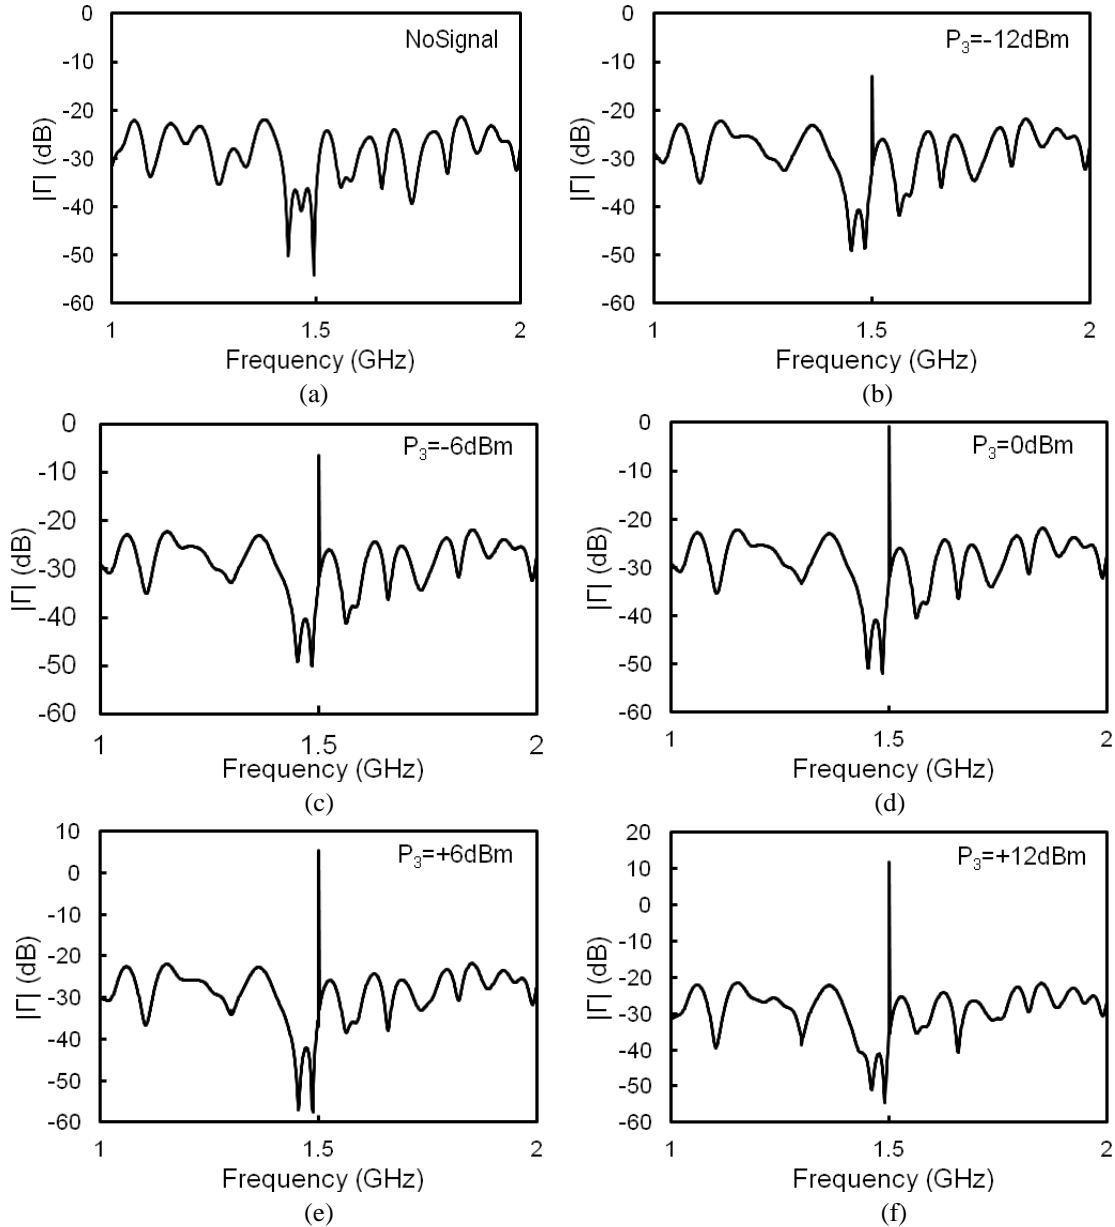 0
-10
-20
-30
-40
-50
-60
|Γ| (dB)
NoSignal
1
1.5
2
Frequency (GHz)
(a)
0
-10
-20
-30
-40
-50
-60
|Γ| (dB)
P3=-12dBm
1
1.5
2
Frequency (GHz)
(b)
0
-10
-20
-30
-40
-50
-60
|Γ| (dB)
P3=-6dBm
1
1.5
2
Frequency (GHz)
(c)
0
-10
-20
-30
-40
-50
-60
|Γ| (dB)
P3=0dBm
1
1.5
2
Frequency (GHz)
(d)
10
0
-10
-20
-30
-40
-50
-60
|Γ| (dB)
P3=+6dBm
1
1.5
2
Frequency (GHz)
(e)
20
10
0
-10
-20
-30
-40
-50
-60
|Γ| (dB)
P3=+12dBm
1
1.5
2
Frequency (GHz)
(f)